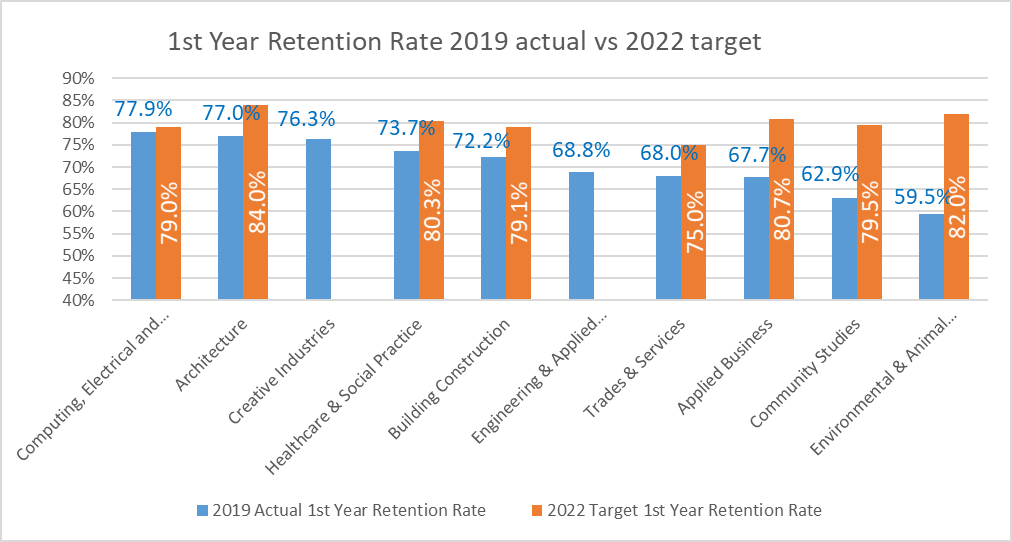 1st Year Retention Rate 2019 actual vs 2022 target
90%
85%
80%
75%
70%
65%
60%
55%
50%
45%
40%
77.9%
77.0%
76.3%
73.7%
72.2%
68.8%
68.0%
67.7%
62.9%
59.5%
79.0%
84.0%
80.3%
79.1%
75.0%
80.7%
79.5%
82.0%
Computing, Electrical and...
Architecture
Creative Industries
Healthcare & Social Practice
Building Construction
Engineering & Applied...
Trades & Services
Applied Business
Community Studies
Environmental & Animal...
2019 Actual 1st Year Retention Rate
2022 Target 1st Year Retention Rate